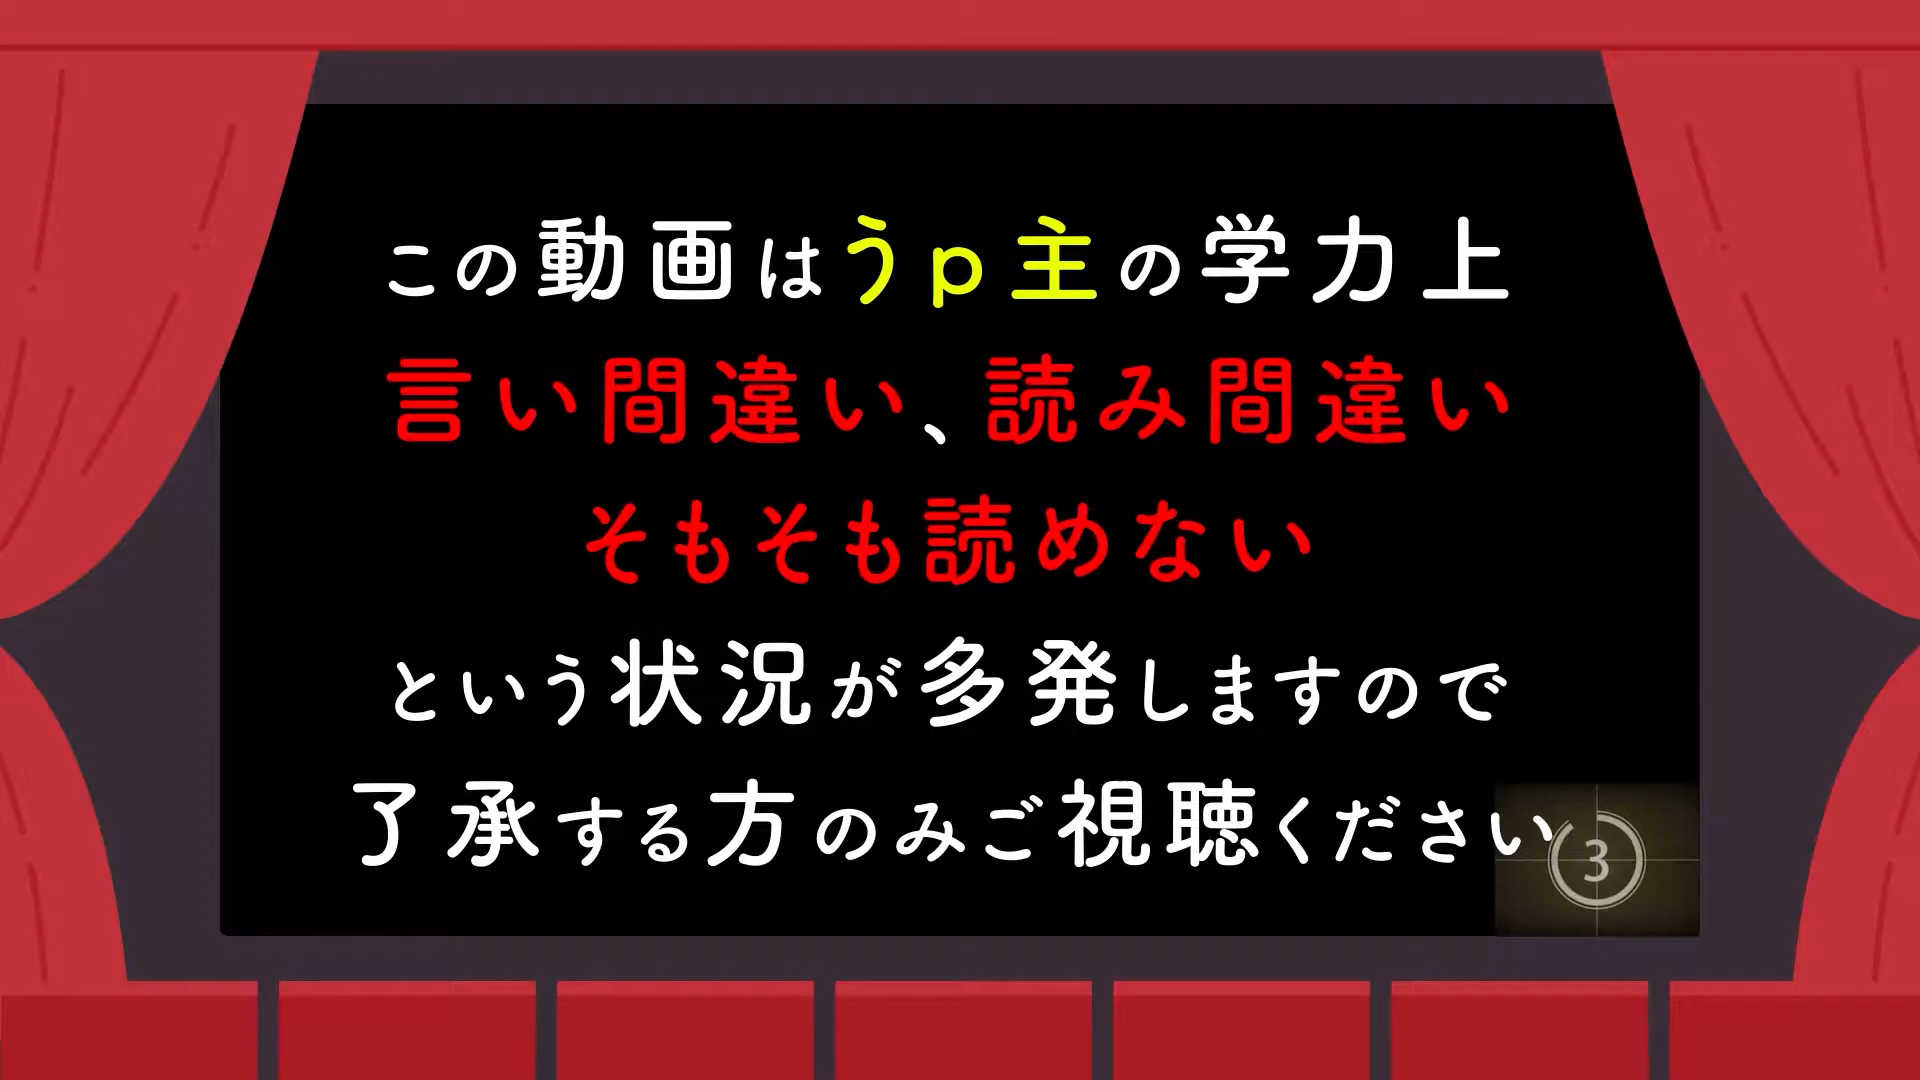 この動画はうｐ主の学力上
言い間違い、読み間違い
そもそも読めない
という状況が多発しますので
了承する方のみご視聴ください
3